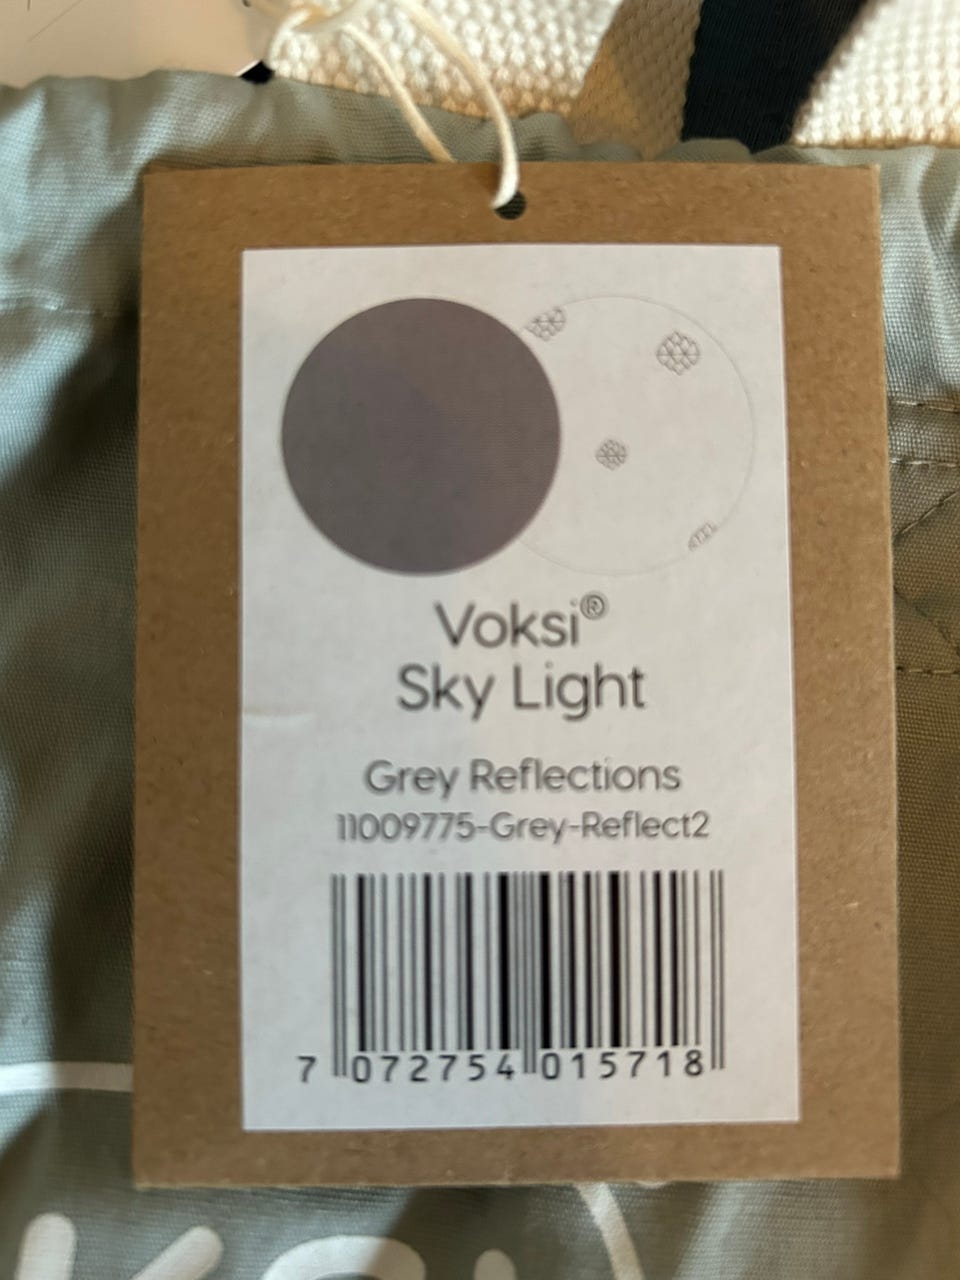 Voksi®
Sky Light
Grey Reflections
11009775-Grey-Reflect2
7 072754 015718